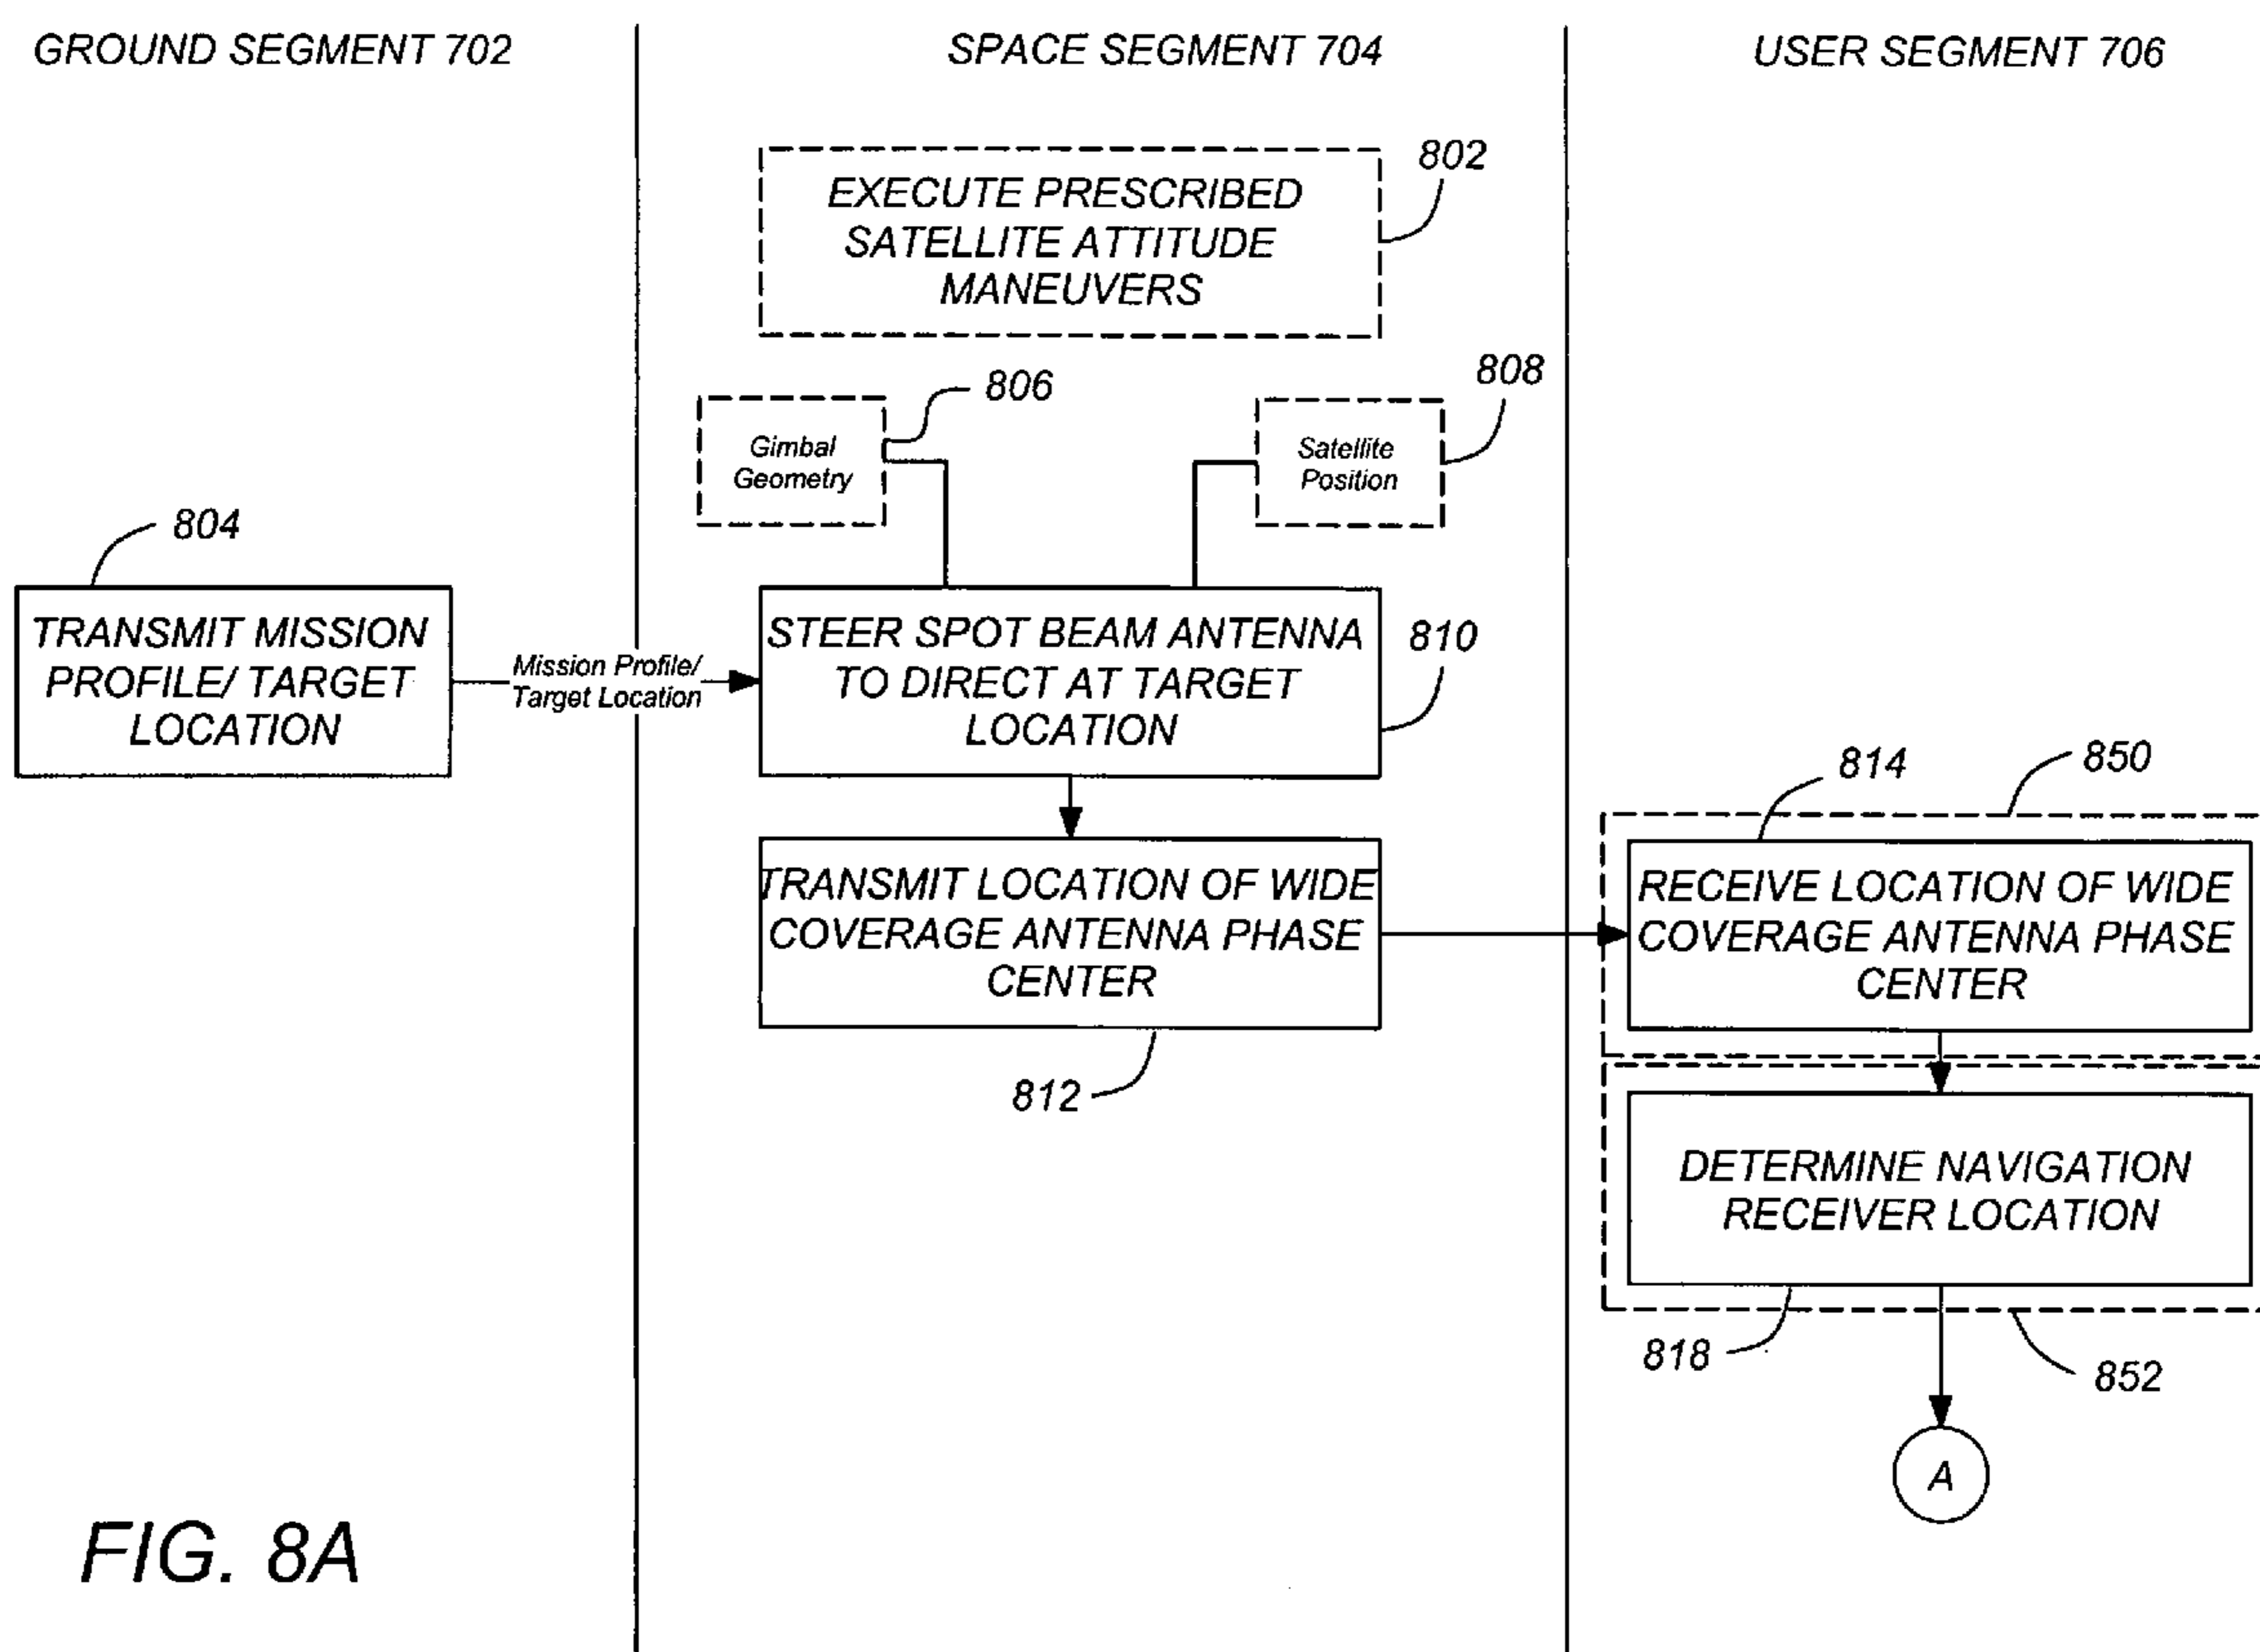 GROUND SEGMENT 702
SPACE SEGMENT 704
USER SEGMENT 706
802
EXECUTE PRESCRIBED
SATELLITE ATTITUDE
MANEUVERS
806
808
Gimbal
Geometry
Satellite
Position
804
TRANSMIT MISSION
PROFILE/ TARGET
LOCATION
Mission Profile/
Target Location
STEER SPOT BEAM ANTENNA
TO DIRECT AT TARGET
LOCATION
810
814
850
TRANSMIT LOCATION OF WIDE
COVERAGE ANTENNA PHASE
CENTER
812
RECEIVE LOCATION OF WIDE
COVERAGE ANTENNA PHASE
CENTER
DETERMINE NAVIGATION
RECEIVER LOCATION
818
852
A
FIG. 8A